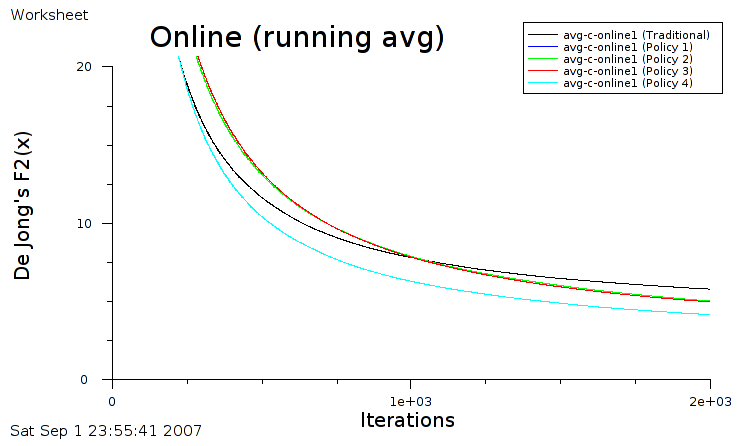 Worksheet
Online (running avg)
avg-c-online1 (Traditional)
avg-c-online1 (Policy 1)
avg-c-online1 (Policy 2)
avg-c-online1 (Policy 3)
avg-c-online1 (Policy 4)
De Jong's F2(x)
20
10
0
0
1e+03
2e+03
Iterations
Sat Sep 1 23:55:41 2007